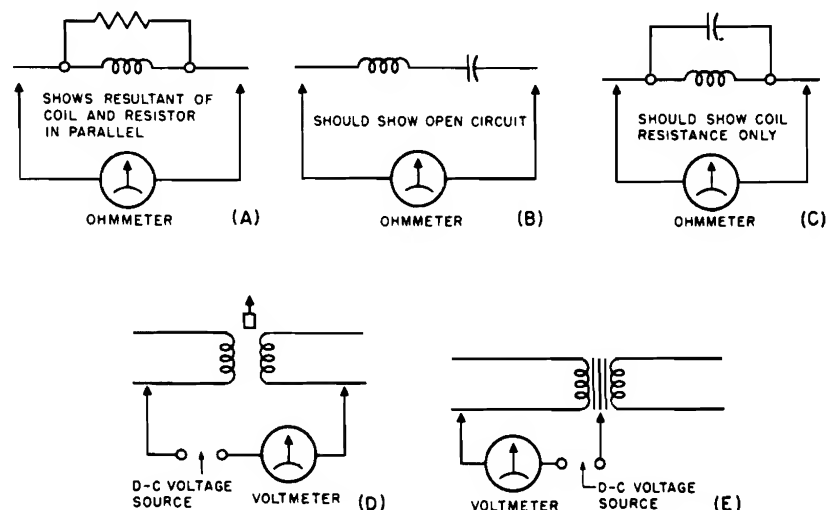 SHOWS RESULTANT OF
COIL AND RESISTOR
IN PARALLEL
OHMMETER
(A)
SHOULD SHOW OPEN CIRCUIT
OHMMETER
(B)
SHOULD SHOW COIL
RESISTANCE ONLY
OHMMETER
(C)
D-C VOLTAGE
SOURCE
VOLTMETER
(D)
VOLTMETER
D-C VOLTAGE
SOURCE
(E)